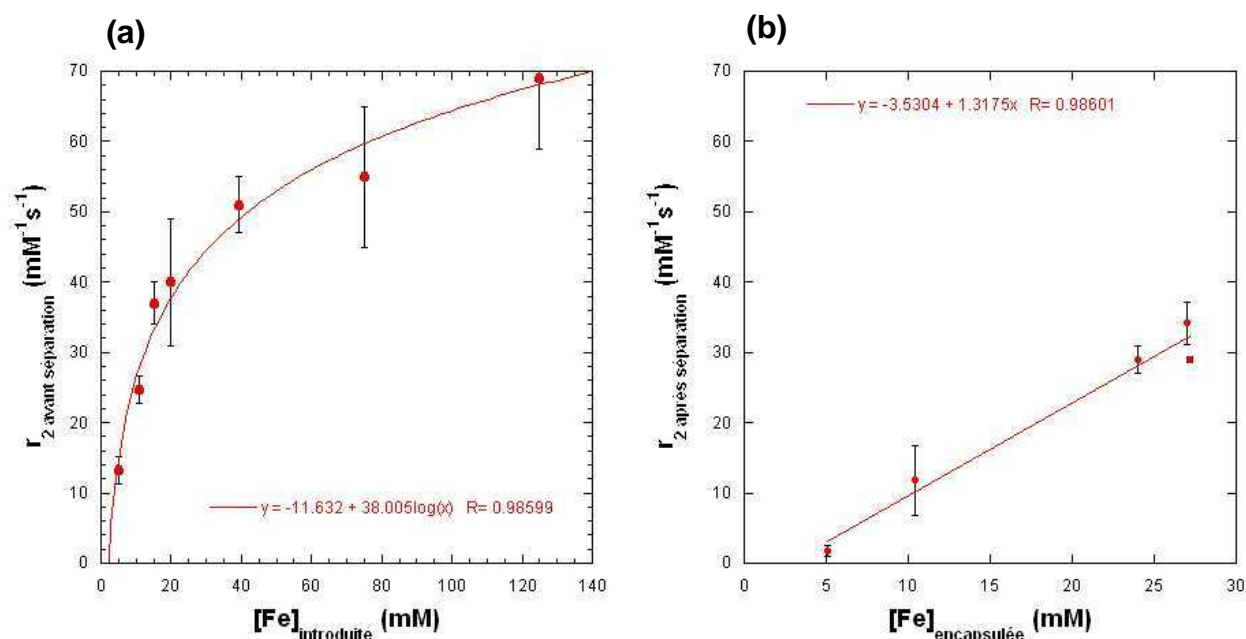 (a)
70
60
50
40
30
20
10
0
r2 avant séparation (mM-1s-1)
y = -11.632 + 38.005log(x) R= 0.98599
0 20 40 60 80 100 120 140
[Fe]introduite (mM)
(b)
70
60
50
40
30
20
10
0
r2 après séparation (mM-1s-1)
y = -3.5304 + 1.3175x R= 0.98601
0 5 10 15 20 25 30
[Fe]encapsulée (mM)